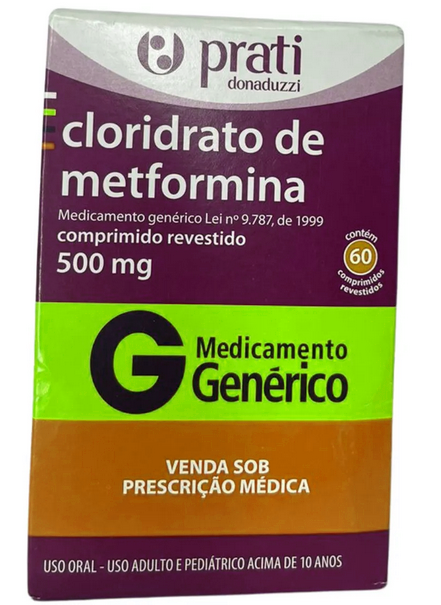 prati
donaduzzi
cloridrato de
metformina
Medicamento genérico Lei nº 9.787, de 1999
comprimido revestido
500 mg
contém
60
comprimidos
revestidos
G Medicamento
Genérico
VENDA SOB
PRESCRIÇÃO MÉDICA
USO ORAL - USO ADULTO E PEDIÁTRICO ACIMA DE 10 ANOS